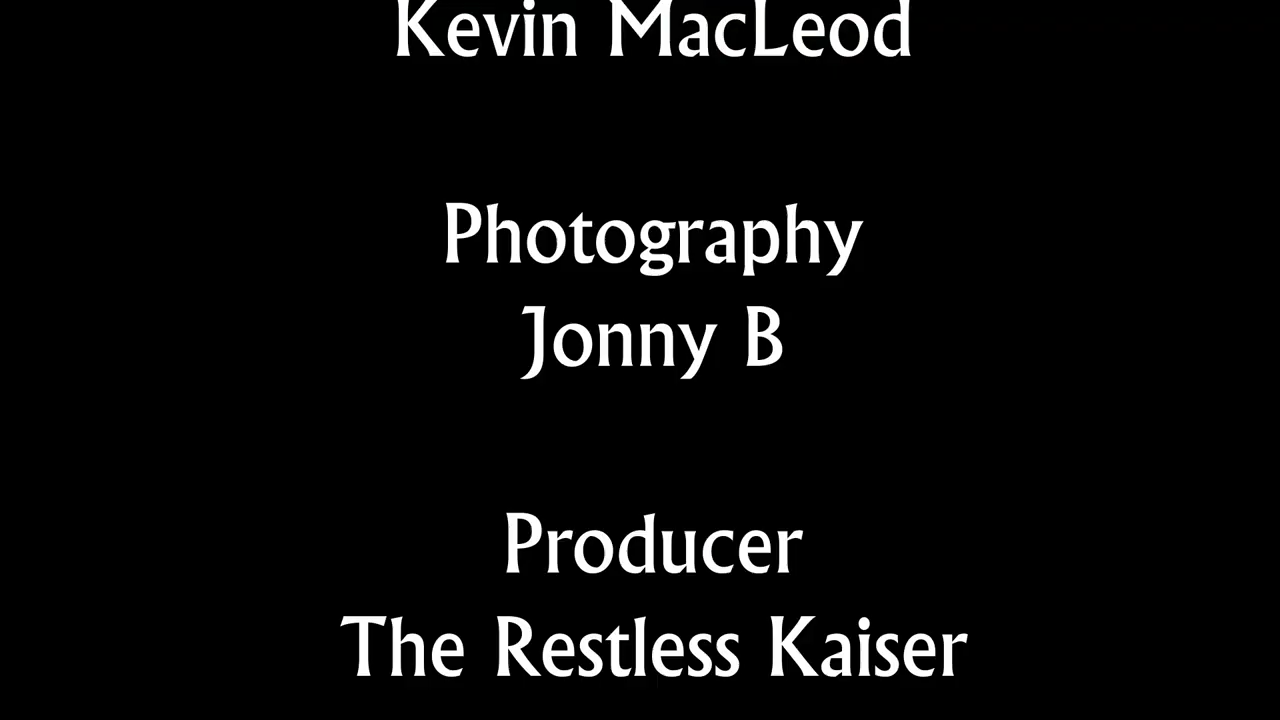 Kevin MacLeod
Photography
Jonny B
Producer
The Restless Kaiser